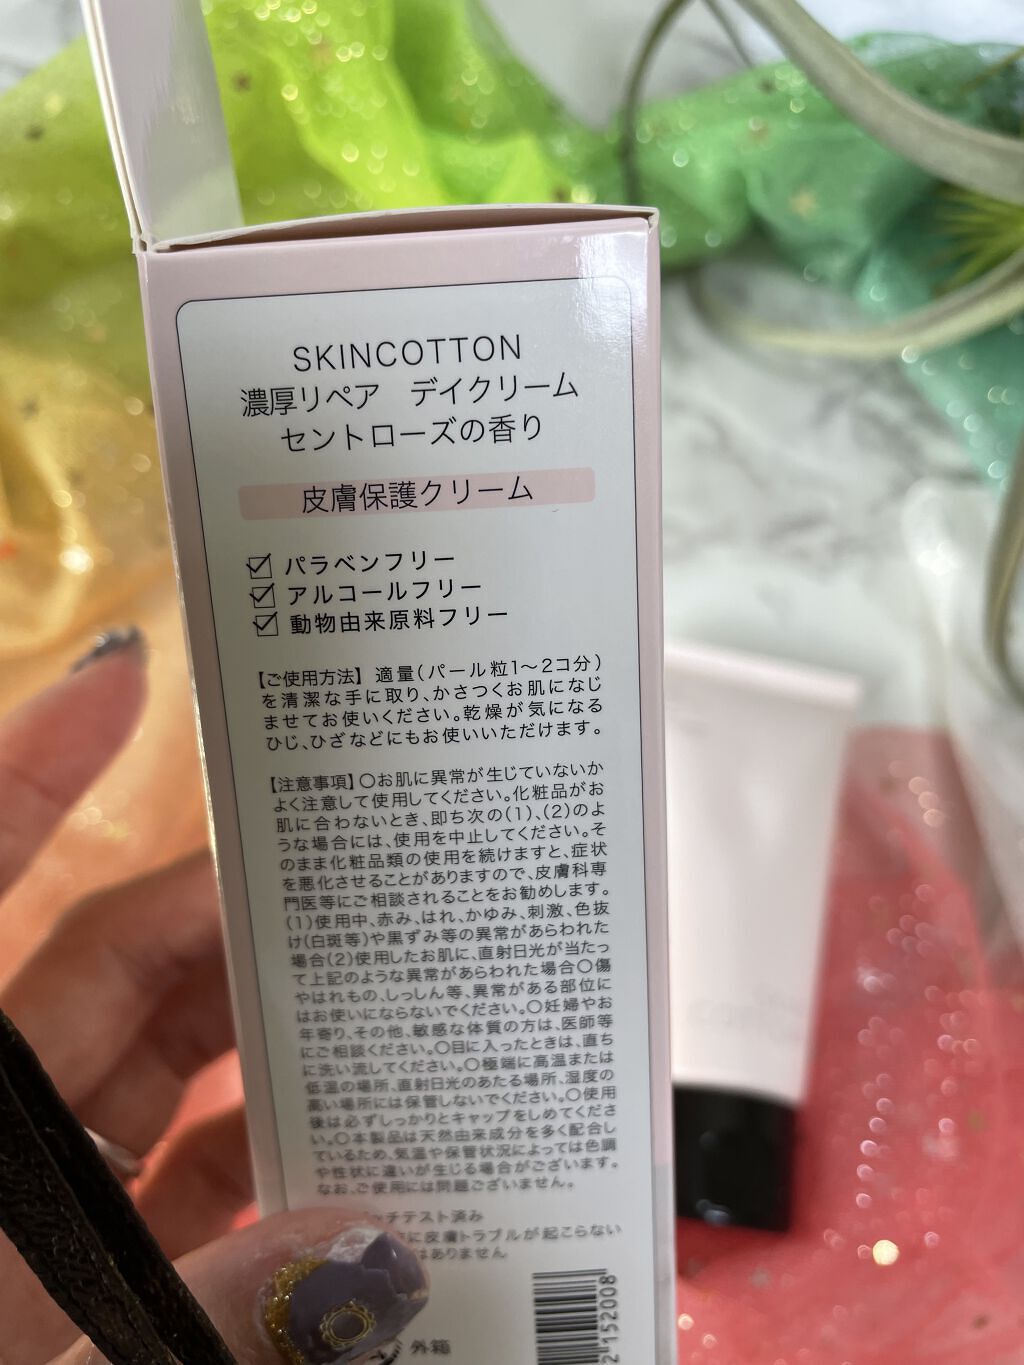 SKINCOTTON
濃厚リペア デイクリーム
セントローズの香り
皮膚保護クリーム
パラベンフリー
アルコールフリー
動物由来原料フリー
【ご使用方法】 適量(パール粒1〜2コ分)
を清潔な手に取り、かさつくお肌になじ
ませてお使いください。乾燥が気になる
ひじ、ひざなどにもお使いいただけます。
【注意事項】〇お肌に異常が生じていないか
よく注意して使用してください。化粧品がお
肌に合わないとき、即ち次の(1)、(2)のよ
うな場合には、使用を中止してください。そ
のまま化粧品類の使用を続けますと、症状
を悪化させることがありますので、皮膚科専
門医等にご相談されることをお勧めします。
(1)使用中、赤み、はれ、かゆみ、刺激、色抜
け(白斑等)や黒ずみ等の異常があらわれた
場合(2)使用したお肌に、直射日光が当たっ
て上記のような異常があらわれた場合〇傷
やはれもの、しっしん等、異常がある部位に
はお使いにならないでください。〇妊婦やお
年寄り、その他、敏感な体質の方は、医師等
にご相談ください。〇目に入ったときは、直ち
に洗い流してください。〇極端に高温または
低温の場所、直射日光のあたる場所、湿度の
高い場所には保管しないでください。〇使用
後は必ずしっかりとキャップをしめてくださ
い。〇本製品は天然由来成分を多く配合し
ているため、気温や保管状況によっては色調
や性状に違いが生じる場合がございます。
なお、ご使用には問題ございません。
ッチテスト済み
に皮膚トラブルが起こらない
はありません
外箱
2152008